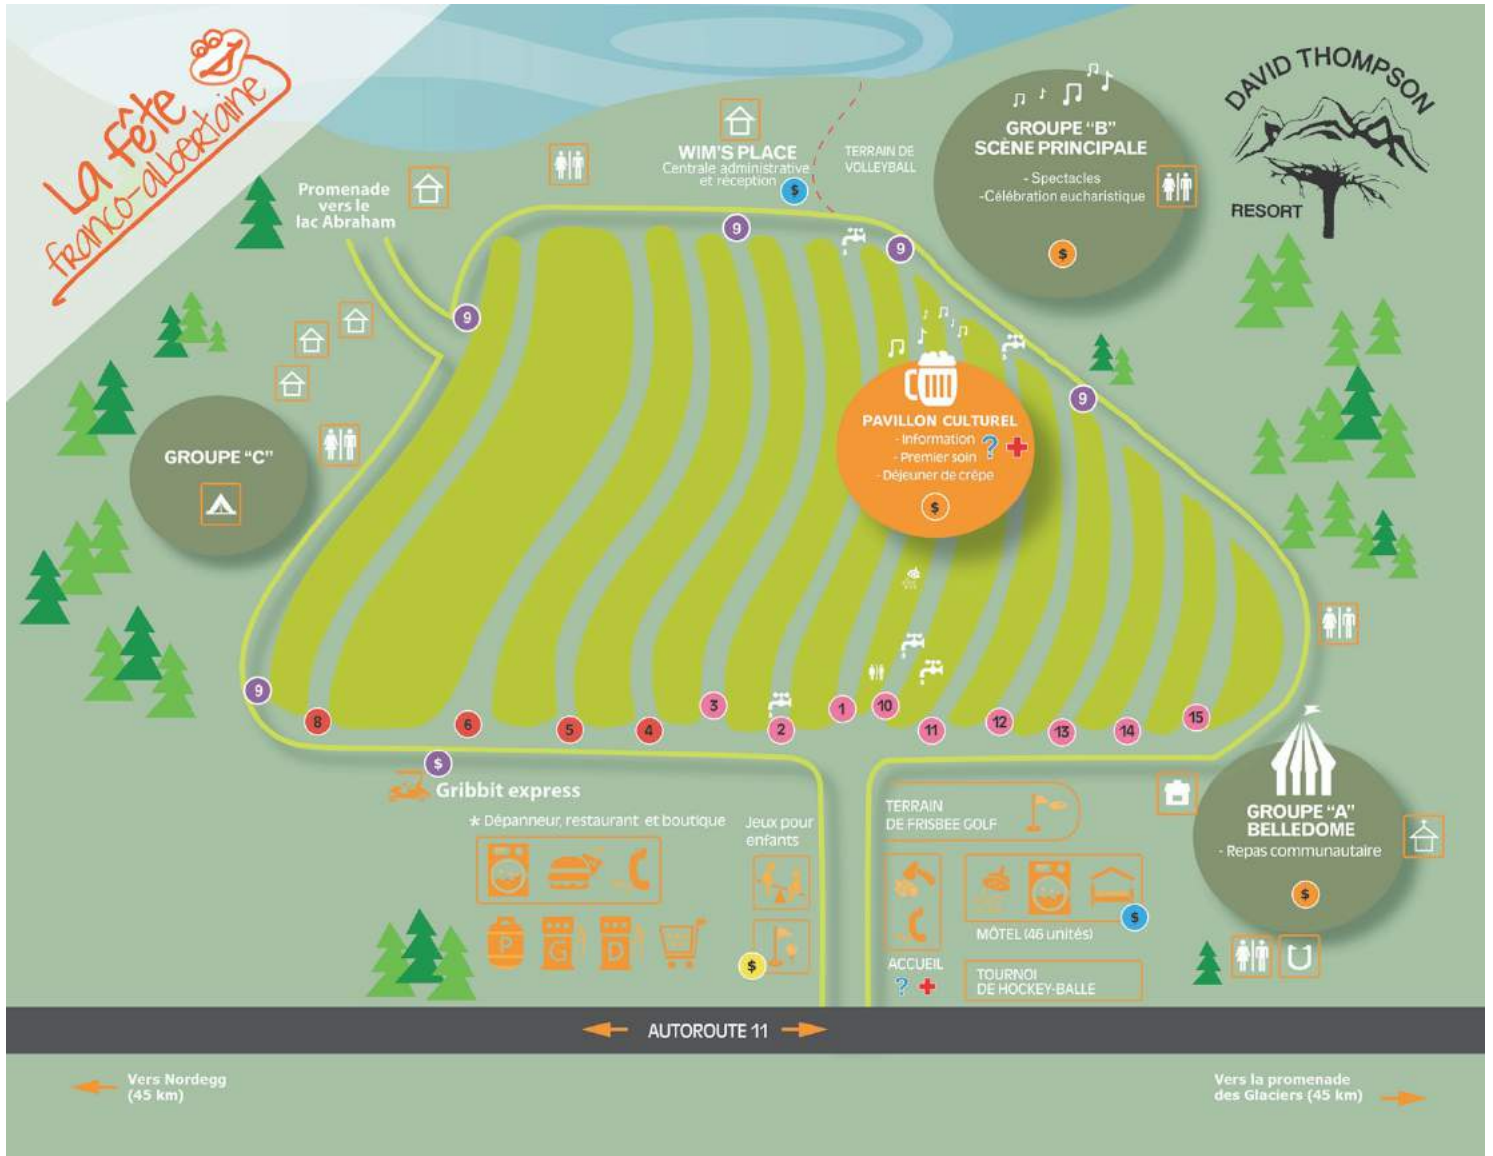 La fête
franco-albertaine
DAVID THOMPSON
RESORT
GROUPE "B"
SCÈNE PRINCIPALE
- Spectacles
-Célébration eucharistique
$
WIM'S PLACE
Centrale administrative
et réception
$
TERRAIN DE
VOLLEYBALL
Promenade
vers le
lac Abraham
9
9
9
9
PAVILLON CULTUREL
- Information
- Premier soin
- Déjeuner de crêpe
?
$
GROUPE "C"
9
8
6
5
4
3
2
1
10
11
12
13
14
15
$
Gribbit express
* Dépanneur, restaurant et boutique
P
G
D
Jeux pour
enfants
$
TERRAIN
DE FRISBEE GOLF
MÔTEL (46 unités)
$
ACCUEIL
?
TOURNOI
DE HOCKEY-BALLE
GROUPE "A"
BELLEDOME
- Repas communautaire
$
AUTOROUTE 11
Vers Nordegg
(45 km)
Vers la promenade
des Glaciers (45 km)